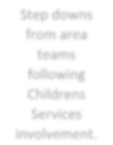 Step downs
from area
teams
following
Childrens
Services
involvement.